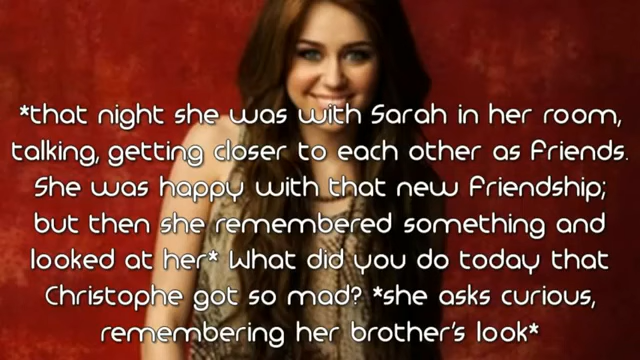 *that night she was with Sarah in her room,
talking, getting closer to each other as friends.
She was happy with that new friendship;
but then she remembered something and
looked at her* What did you do today that
Christophe got so mad? *she asks curious,
remembering her brother's look*